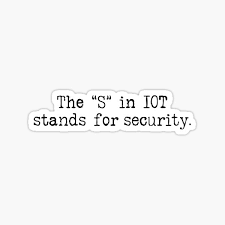 The “S” in IOT
stands for security.